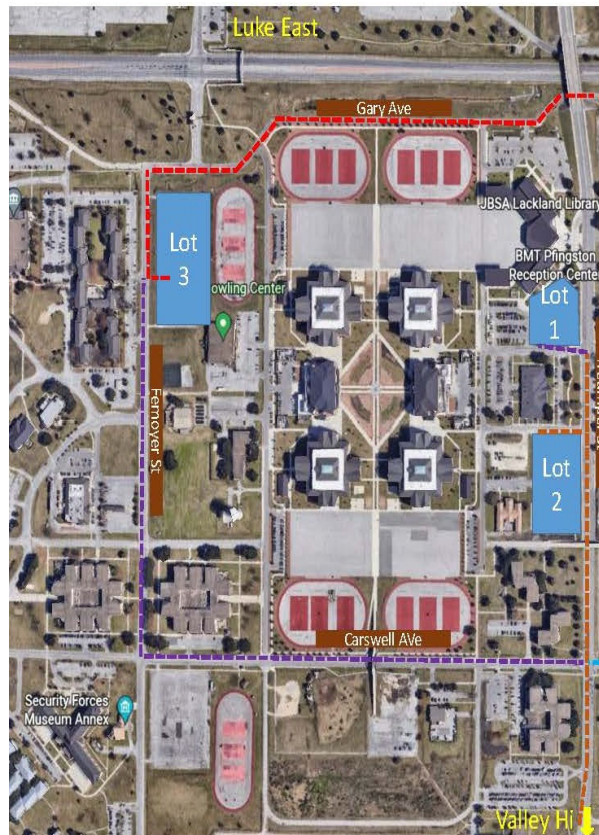 Luke East
Gary Ave
JBSA Lackland Library
BMT Pfingston
Reception Center
Lot
1
Lot
3
owling Center
Femoyer St
Lot
2
Carswell AVe
Security Forces
Museum Annex
Valley Hi